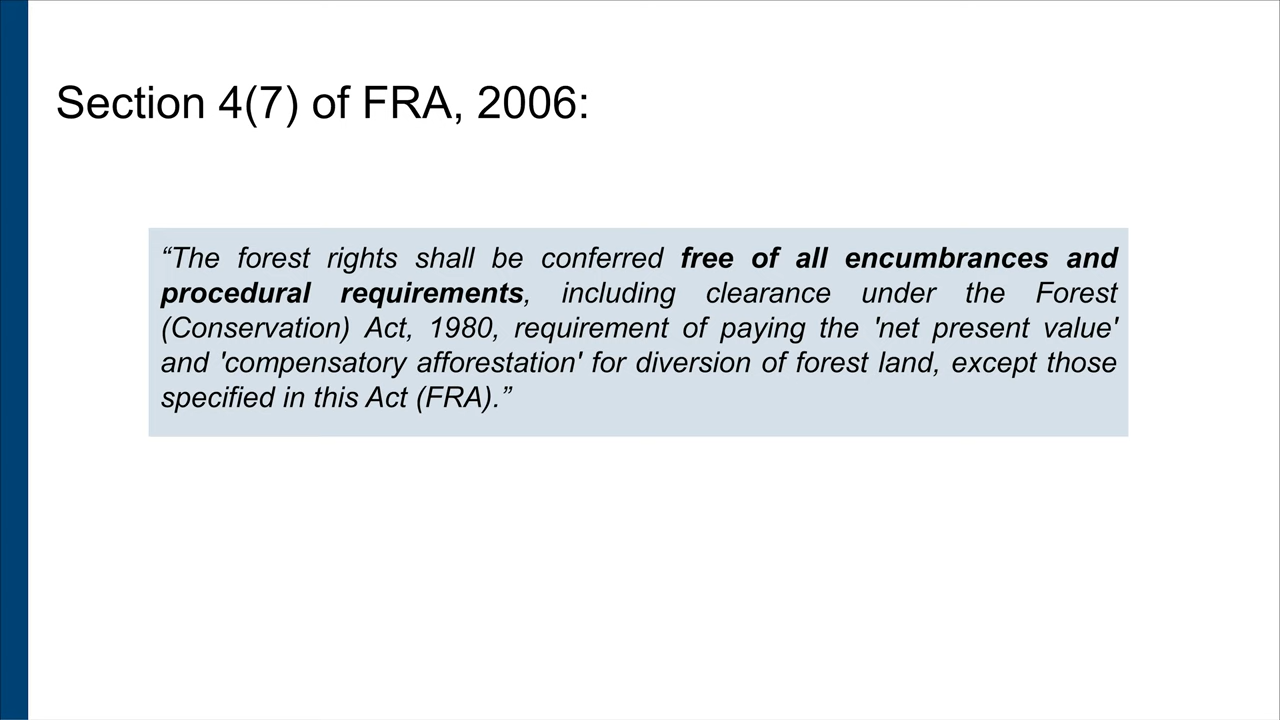 Section 4(7) of FRA, 2006:
“The forest rights shall be conferred free of all encumbrances and
procedural requirements, including clearance under the Forest
(Conservation) Act, 1980, requirement of paying the 'net present value'
and 'compensatory afforestation' for diversion of forest land, except those
specified in this Act (FRA).”